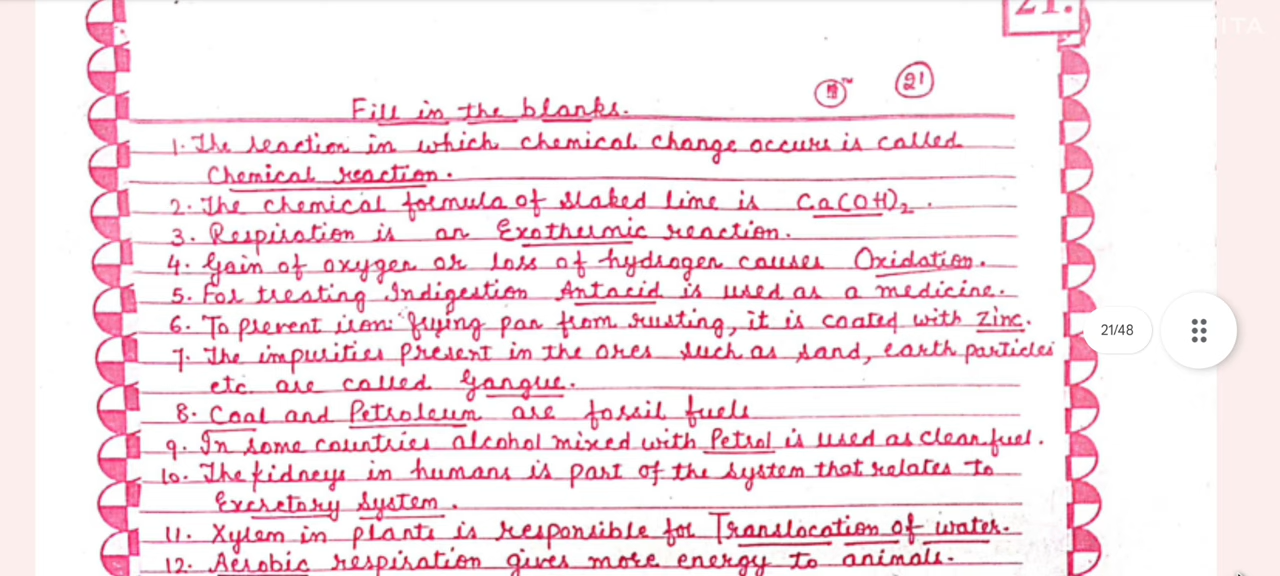 21.
ITA
21
Fill in the blanks.
1. The reaction in which chemical change occurs is called
Chemical reaction.
2. The chemical formula of slaked lime is Ca(OH)2.
3. Respiration is an Exothermic reaction.
4. Gain of oxygen or loss of hydrogen causes Oxidation.
5. For treating Indigestion Antacid is used as a medicine.
6. To prevent iron frying pan from rusting, it is coated with Zinc.
7. The impurities present in the ores such as sand, earth particles
etc. are called Gangue.
21/48
8. Coal and Petroleum are fossil fuels
9. In some countries alcohol mixed with Petrol is used as clean fuel.
10. The kidneys in humans is part of the system that relates to
Excretory System.
11. Xylem in plants is responsible for Translocation of water.
12. Aerobic respiration gives more energy to animals.